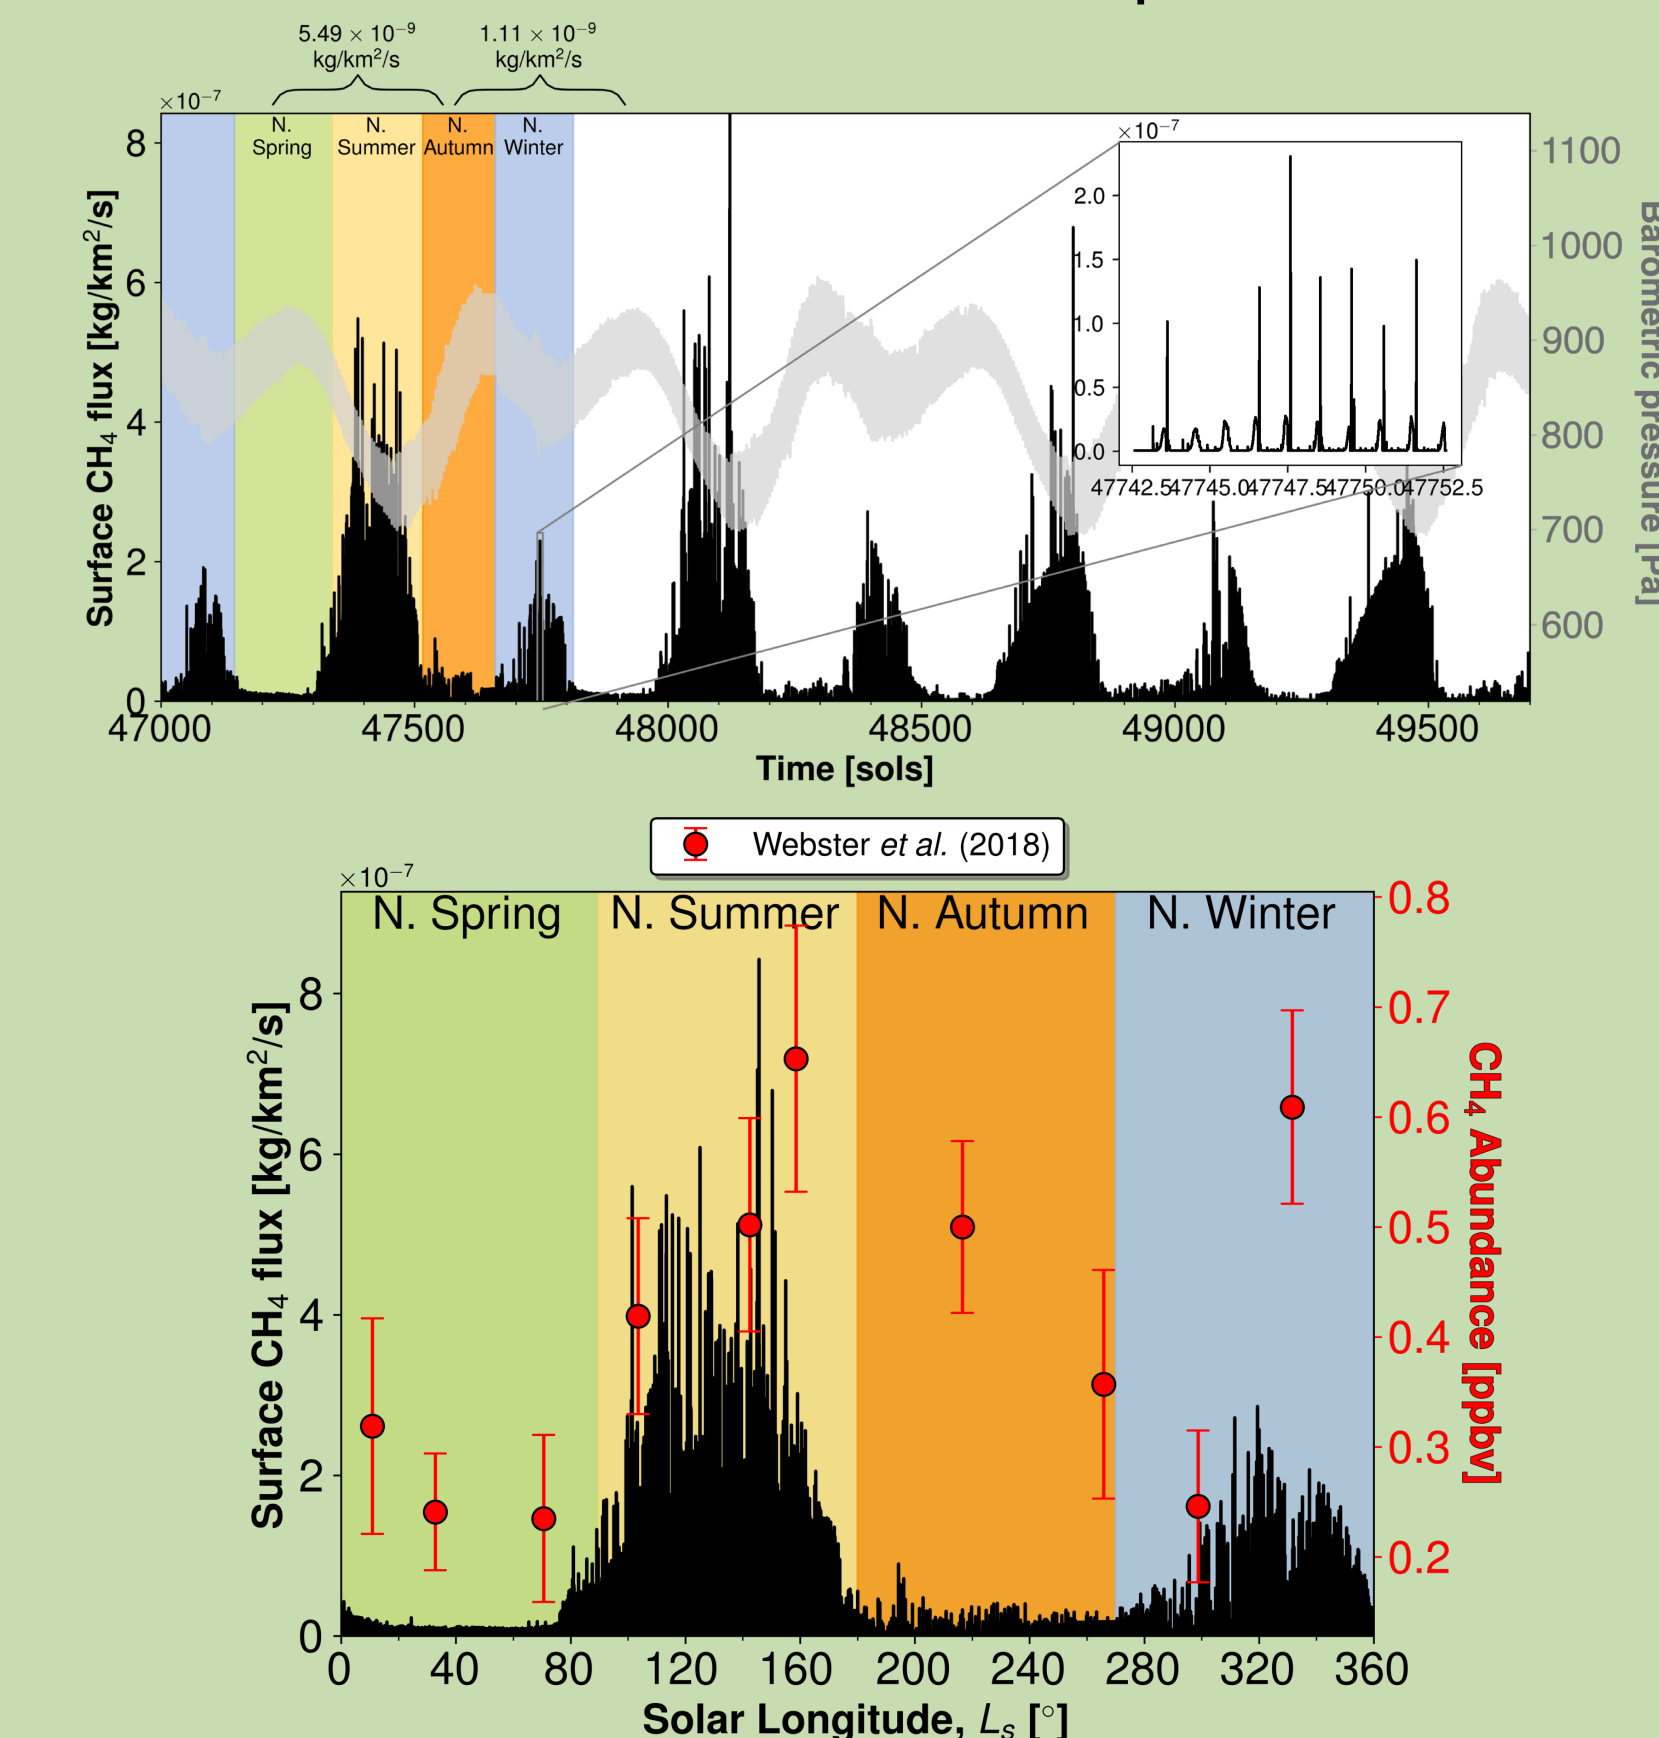 5.49 × 10⁻⁹
kg/km²/s
1.11 × 10⁻⁹
kg/km²/s
×10⁻⁷
N.
Spring
N.
Summer
N.
Autumn
N.
Winter
8
6
4
2
0
Surface CH₄ flux [kg/km²/s]
1100
1000
900
800
700
600
Barometric pressure [Pa]
×10⁻⁷
2.0
1.5
1.0
0.5
0.0
47742.5 47745.0 47747.5 47750.0 47752.5
47000 47500 48000 48500 49000 49500
Time [sols]
Webster et al. (2018)
×10⁻⁷
N. Spring N. Summer N. Autumn N. Winter
8
6
4
2
0
Surface CH₄ flux [kg/km²/s]
0.8
0.7
0.6
0.5
0.4
0.3
0.2
CH₄ Abundance [ppbv]
0 40 80 120 160 200 240 280 320 360
Solar Longitude, Lₛ [°]